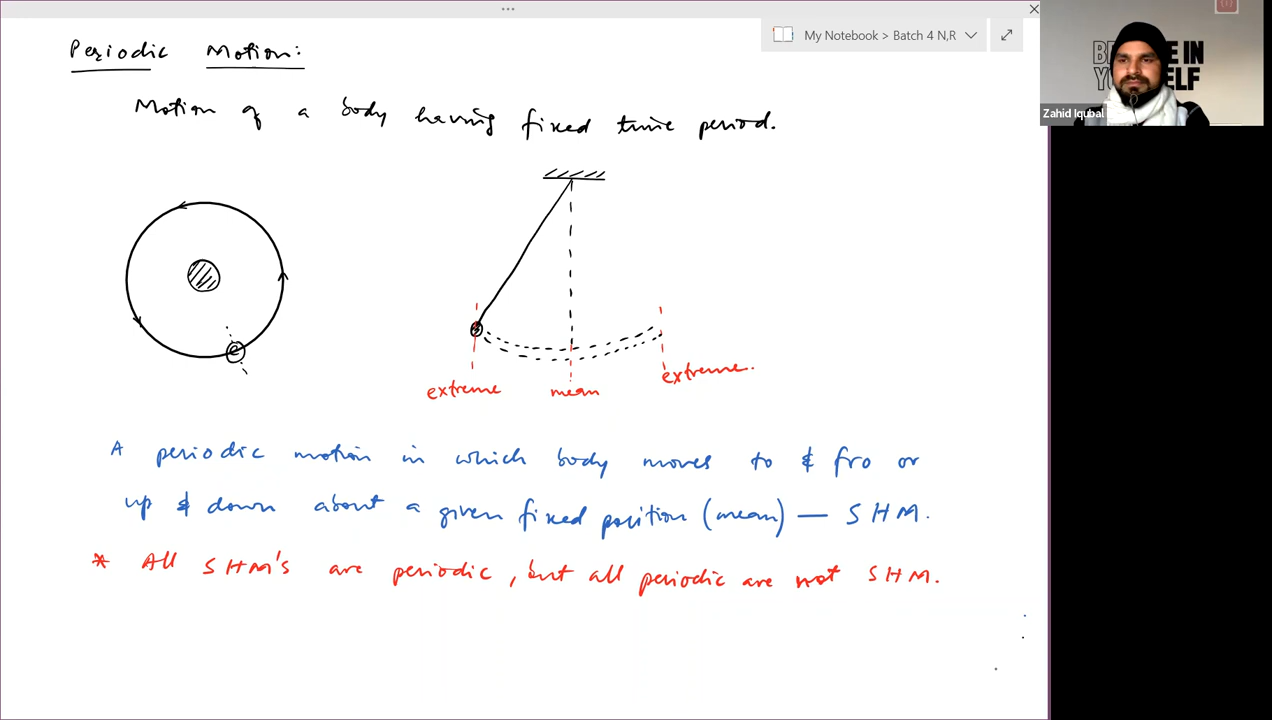 My Notebook > Batch 4 N,R
Periodic Motion:
Motion of a body having fixed time period.
e
extreme mean extreme.
A periodic motion in which body moves to & fro or
up & down about a given fixed position (mean) — SHM.
* All SHM's are periodic, but all periodic are not SHM.
Zahid Iqubal